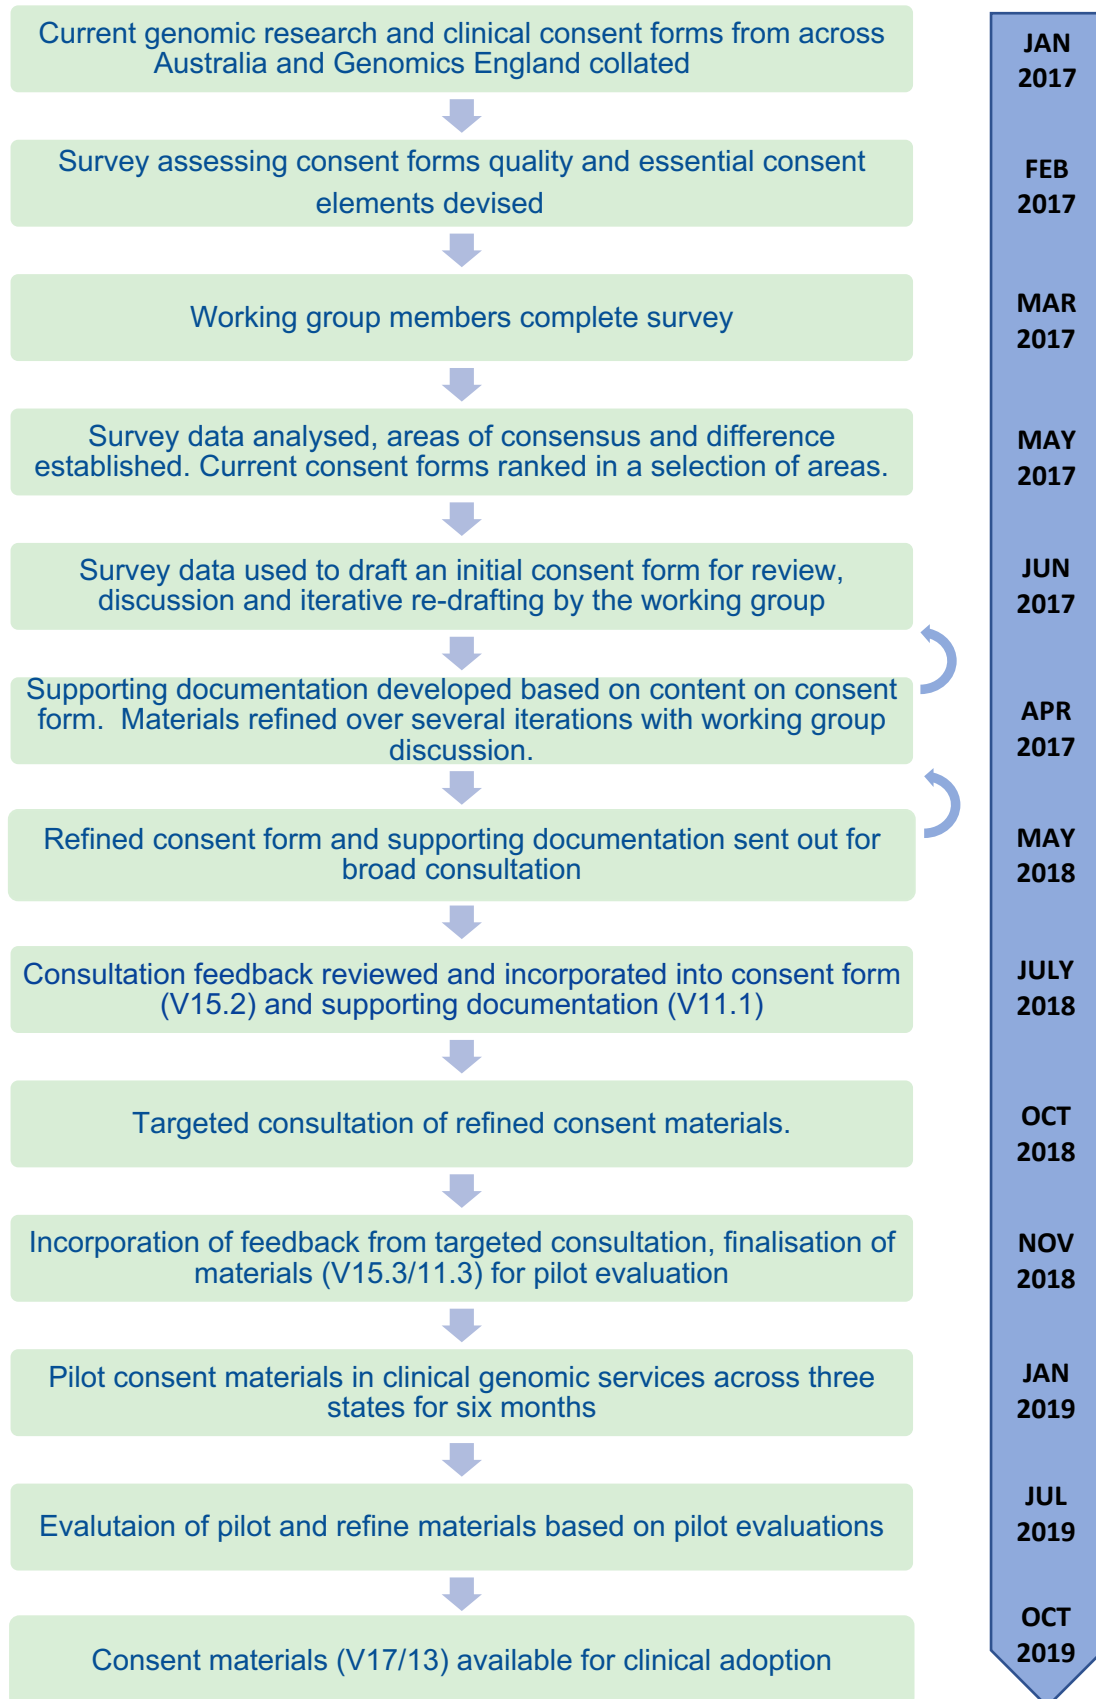 Current genomic research and clinical consent forms from across
Australia and Genomics England collated
JAN
2017
Survey assessing consent forms quality and essential consent
elements devised
FEB
2017
Working group members complete survey
MAR
2017
Survey data analysed, areas of consensus and difference
established. Current consent forms ranked in a selection of areas.
MAY
2017
Survey data used to draft an initial consent form for review,
discussion and iterative re-drafting by the working group
JUN
2017
Supporting documentation developed based on content on consent
form. Materials refined over several iterations with working group
discussion.
APR
2017
Refined consent form and supporting documentation sent out for
broad consultation
MAY
2018
Consultation feedback reviewed and incorporated into consent form
(V15.2) and supporting documentation (V11.1)
JULY
2018
Targeted consultation of refined consent materials.
OCT
2018
Incorporation of feedback from targeted consultation, finalisation of
materials (V15.3/11.3) for pilot evaluation
NOV
2018
Pilot consent materials in clinical genomic services across three
states for six months
JAN
2019
Evalutaion of pilot and refine materials based on pilot evaluations
JUL
2019
Consent materials (V17/13) available for clinical adoption
OCT
2019